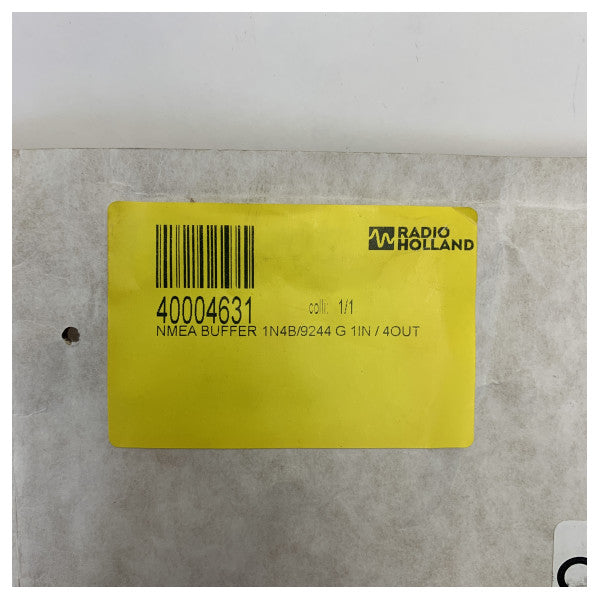 RADIO
HOLLAND
40004631 colli: 1/1
NMEA BUFFER 1N4B/9244 G 1IN / 4OUT